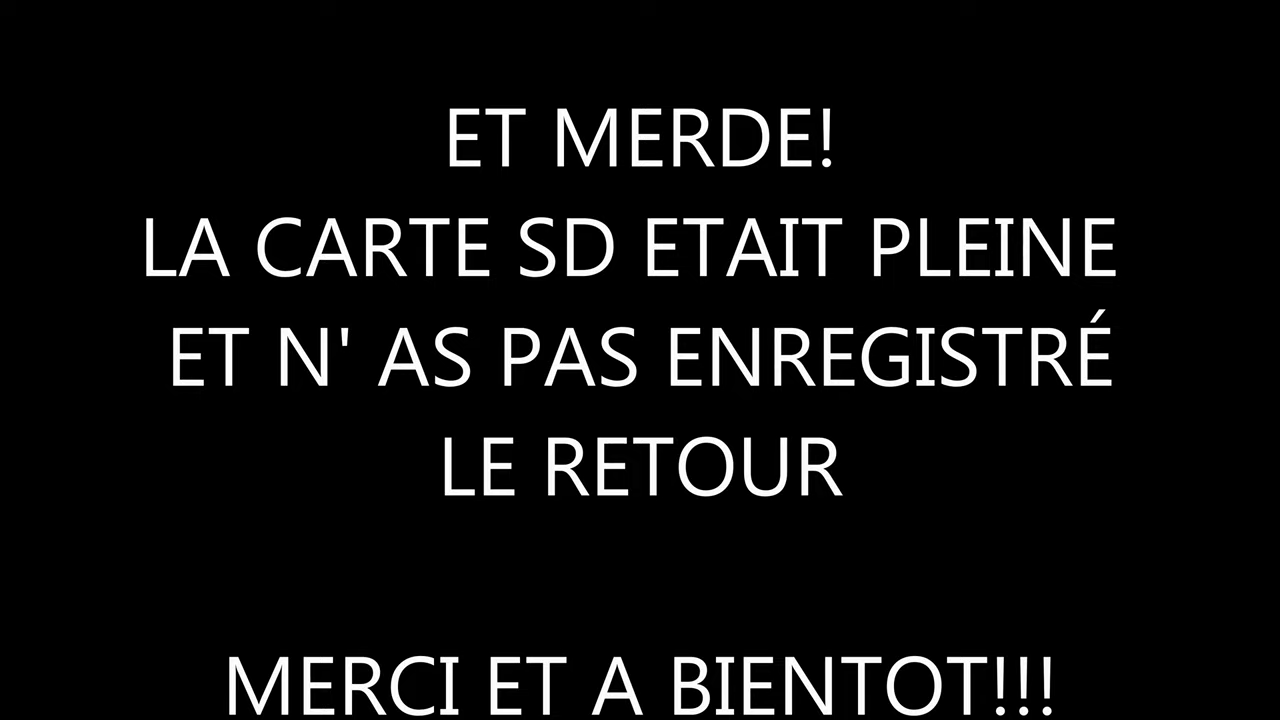 ET MERDE!
LA CARTE SD ETAIT PLEINE
ET N' AS PAS ENREGISTRÉ
LE RETOUR
MERCI ET A BIENTOT!!!